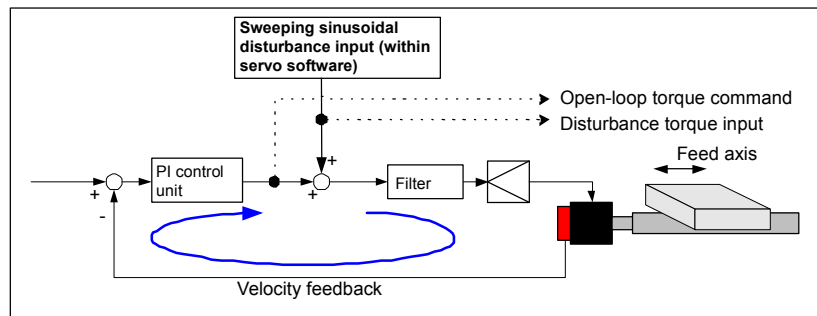 Sweeping sinusoidal
disturbance input (within
servo software)
Open-loop torque command
Disturbance torque input
Feed axis
+
PI control
unit
+
+
Filter
-
Velocity feedback